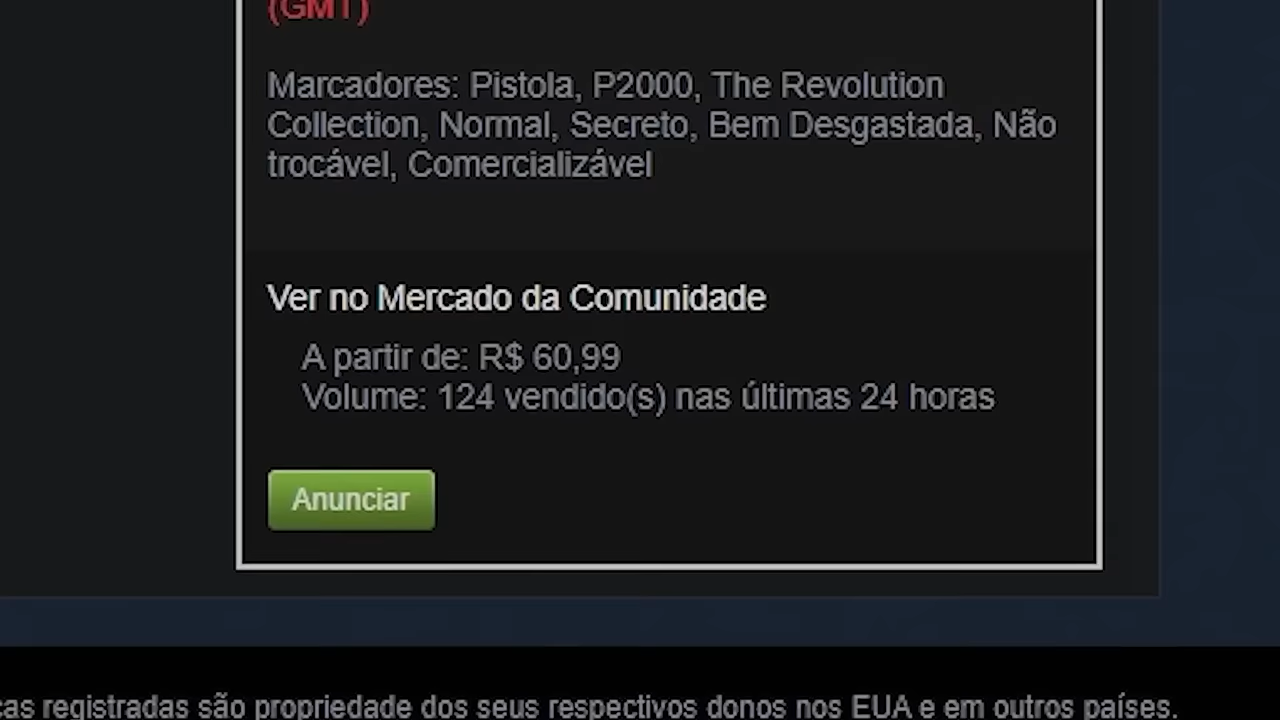 (GMT)
Marcadores: Pistola, P2000, The Revolution
Collection, Normal, Secreto, Bem Desgastada, Não
trocável, Comercializável
Ver no Mercado da Comunidade
A partir de: R$ 60,99
Volume: 124 vendido(s) nas últimas 24 horas
Anunciar
registradas são propriedade dos seus respectivos donos nos EUA e em outros países.